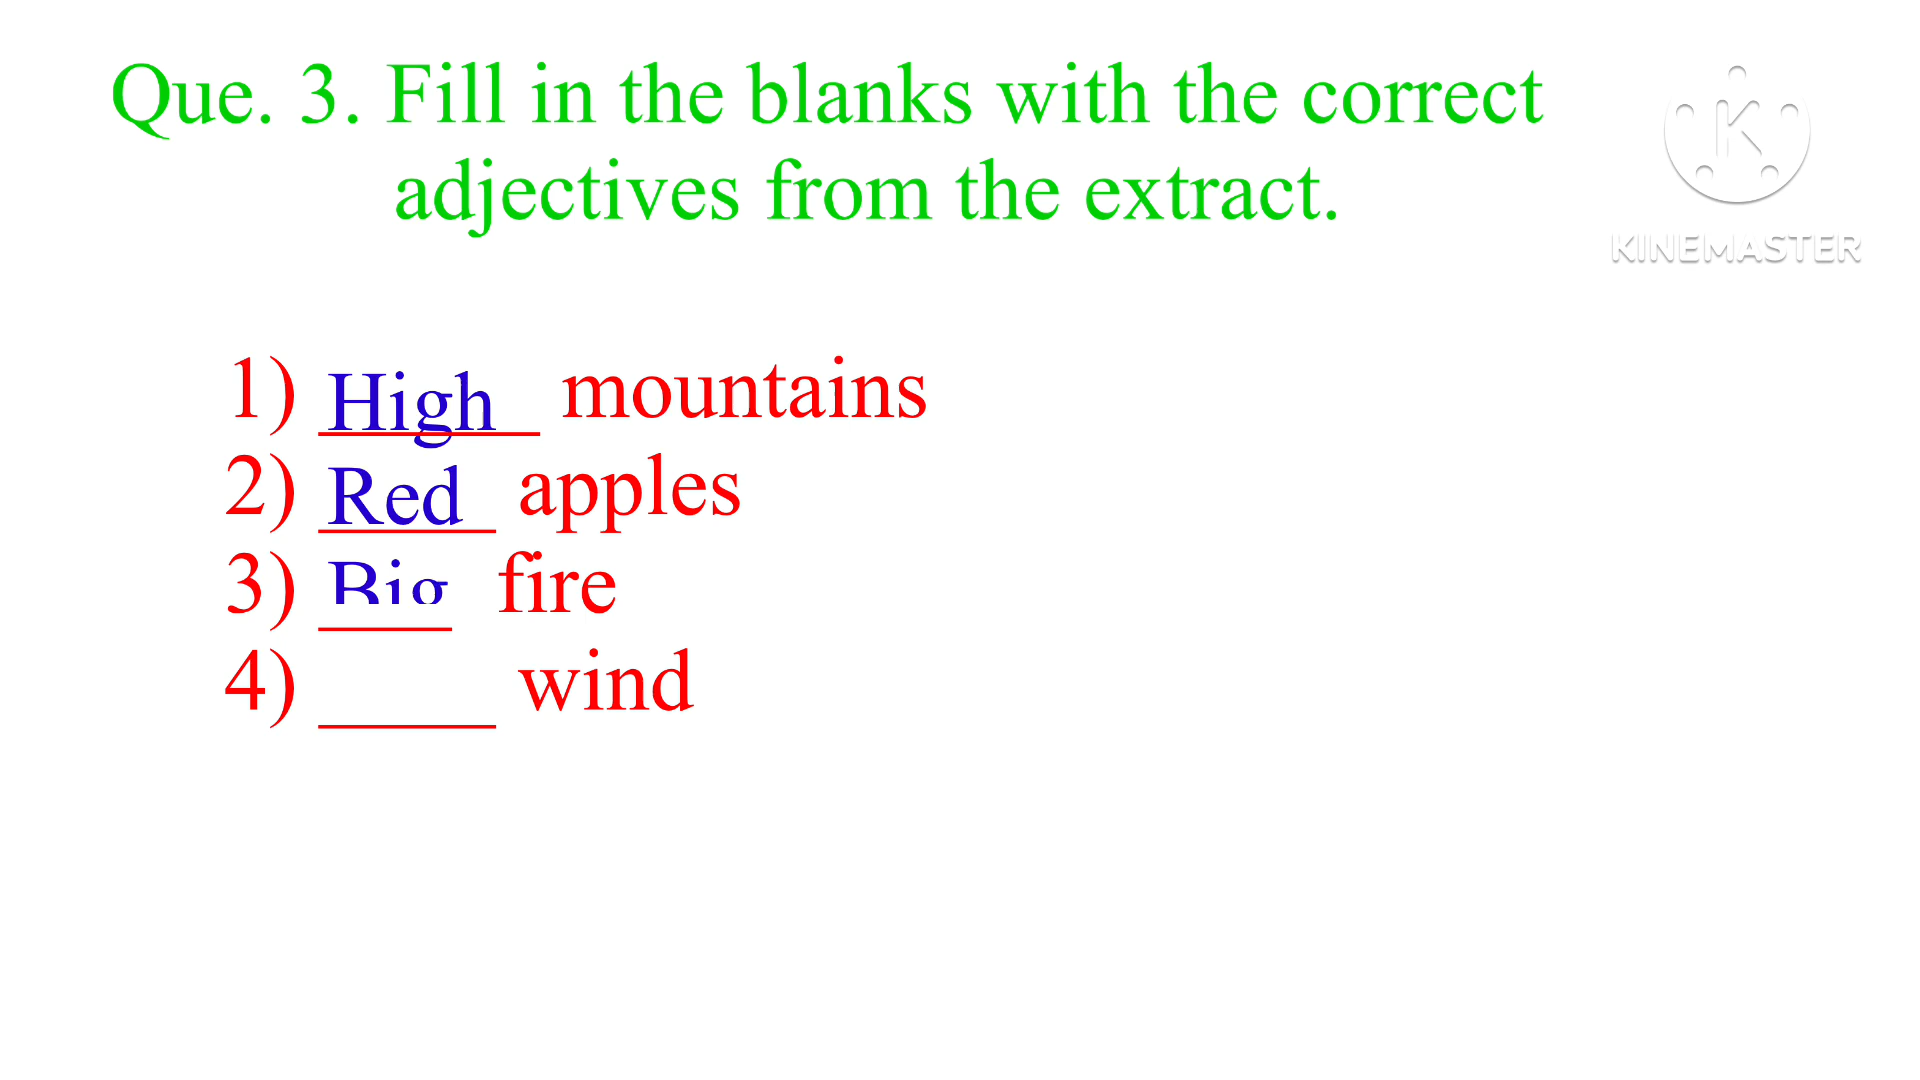 Que. 3. Fill in the blanks with the correct
adjectives from the extract.
KINEMASTER
1) High mountains
2) Red apples
3) Big fire
4) ____ wind